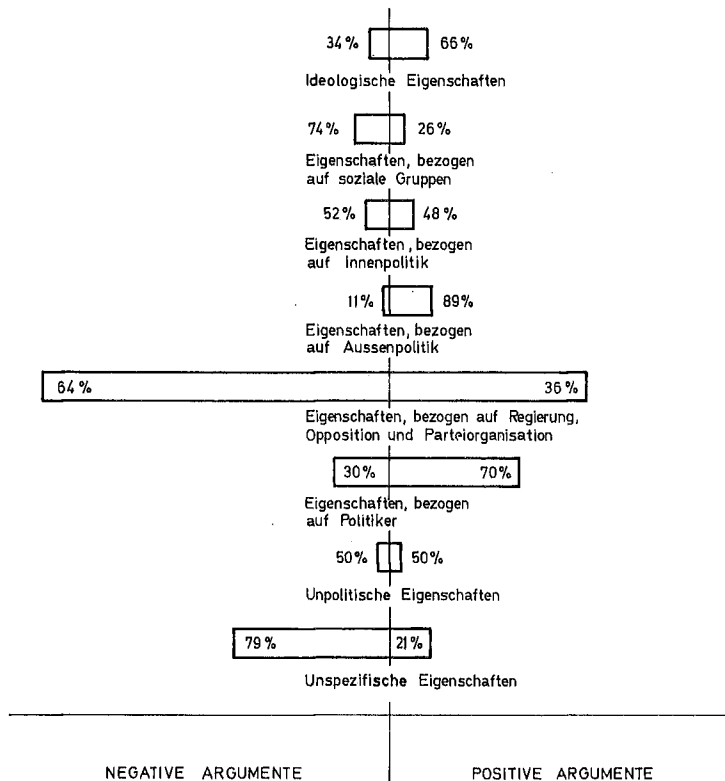 34% 66%
Ideologische Eigenschaften
74% 26%
Eigenschaften, bezogen
auf soziale Gruppen
52% 48%
Eigenschaften, bezogen
auf Innenpolitik
11% 89%
Eigenschaften, bezogen
auf Aussenpolitik
64% 36%
Eigenschaften, bezogen auf Regierung,
Opposition und Parteiorganisation
30% 70%
Eigenschaften, bezogen
auf Politiker
50% 50%
Unpolitische Eigenschaften
79% 21%
Unspezifische Eigenschaften
NEGATIVE ARGUMENTE POSITIVE ARGUMENTE